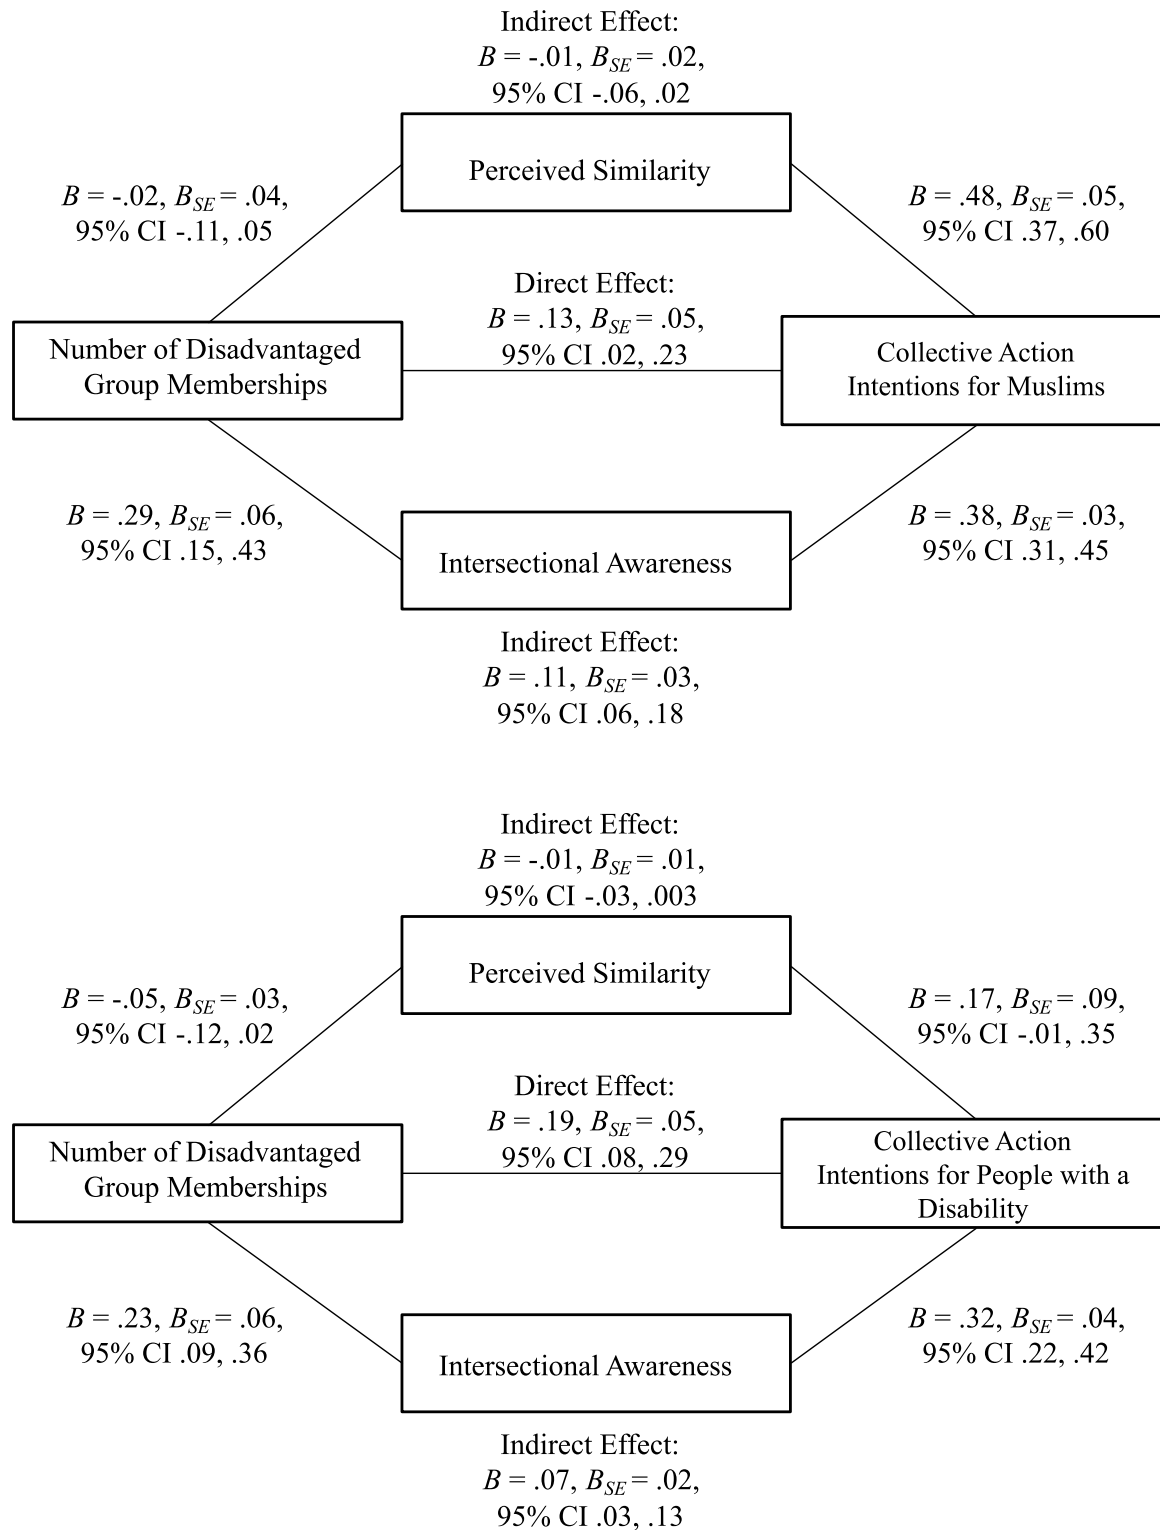 Indirect Effect:
B = -.01, BSE = .02,
95% CI -.06, .02
Perceived Similarity
B = -.02, BSE = .04,
95% CI -.11, .05
B = .48, BSE = .05,
95% CI .37, .60
Direct Effect:
B = .13, BSE = .05,
95% CI .02, .23
Number of Disadvantaged
Group Memberships
Collective Action
Intentions for Muslims
B = .29, BSE = .06,
95% CI .15, .43
B = .38, BSE = .03,
95% CI .31, .45
Intersectional Awareness
Indirect Effect:
B = .11, BSE = .03,
95% CI .06, .18
Indirect Effect:
B = -.01, BSE = .01,
95% CI -.03, .003
Perceived Similarity
B = -.05, BSE = .03,
95% CI -.12, .02
B = .17, BSE = .09,
95% CI -.01, .35
Direct Effect:
B = .19, BSE = .05,
95% CI .08, .29
Number of Disadvantaged
Group Memberships
Collective Action
Intentions for People with a
Disability
B = .23, BSE = .06,
95% CI .09, .36
B = .32, BSE = .04,
95% CI .22, .42
Intersectional Awareness
Indirect Effect:
B = .07, BSE = .02,
95% CI .03, .13